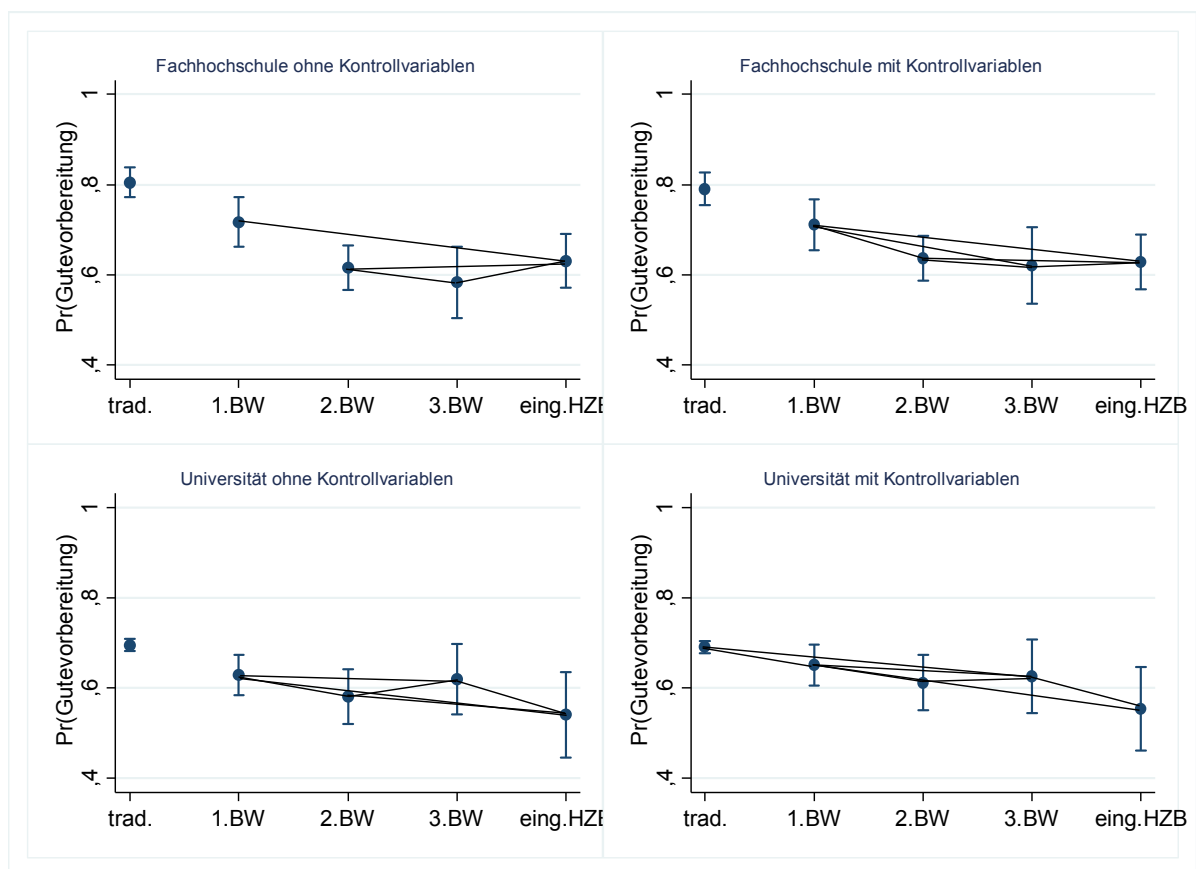 Fachhochschule ohne Kontrollvariablen
Pr(Gutevorbereitung)
1
,8
,6
,4
trad. 1.BW 2.BW 3.BW eing.HZB
Fachhochschule mit Kontrollvariablen
Pr(Gutevorbereitung)
1
,8
,6
,4
trad. 1.BW 2.BW 3.BW eing.HZB
Universität ohne Kontrollvariablen
Pr(Gutevorbereitung)
1
,8
,6
,4
trad. 1.BW 2.BW 3.BW eing.HZB
Universität mit Kontrollvariablen
Pr(Gutevorbereitung)
1
,8
,6
,4
trad. 1.BW 2.BW 3.BW eing.HZB